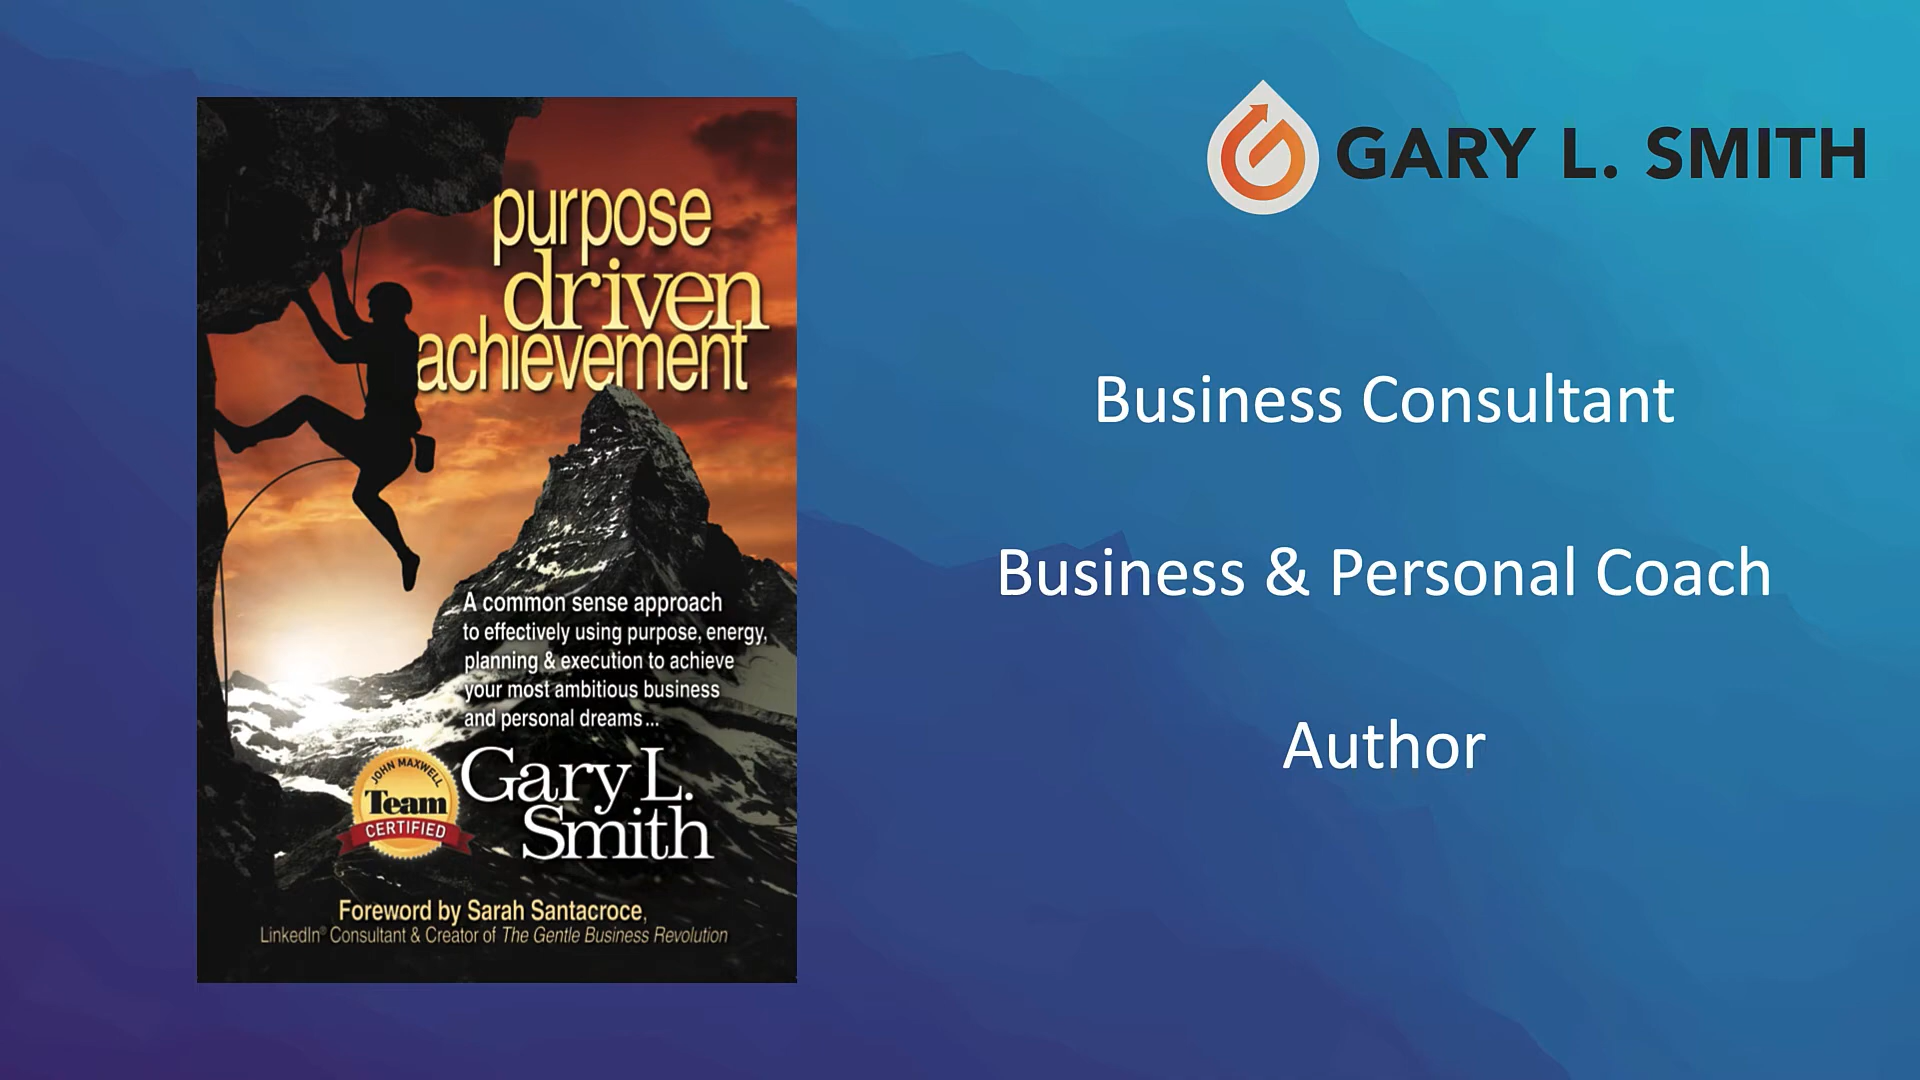 purpose
driven
achievement
A common sense approach
to effectively using purpose, energy,
planning & execution to achieve
your most ambitious business
and personal dreams...
JOHN MAXWELL
Team
CERTIFIED
Gary L.
Smith
Foreword by Sarah Santacroce,
LinkedIn® Consultant & Creator of The Gentle Business Revolution
GARY L. SMITH
Business Consultant
Business & Personal Coach
Author